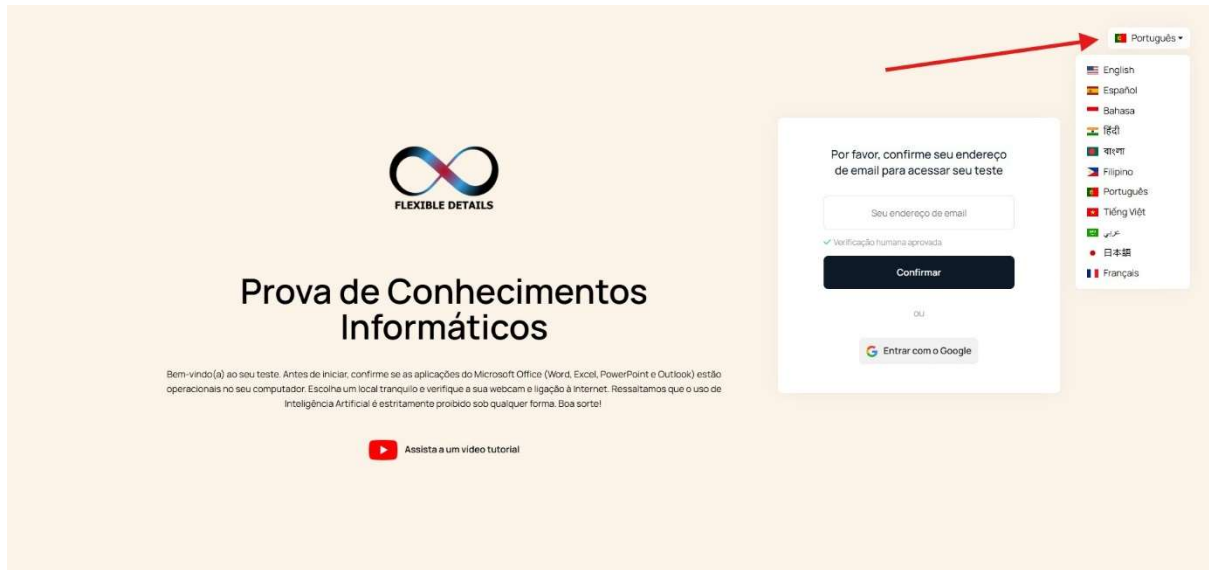 Português
English
Español
Bahasa
हिंदी
বাংলা
Filipino
Português
Tiếng Việt
عربي
日本語
Français
FLEXIBLE DETAILS
Prova de Conhecimentos
Informáticos
Bem-vindo(a) ao seu teste. Antes de iniciar, confirme se as aplicações do Microsoft Office (Word, Excel, PowerPoint e Outlook) estão
operacionais no seu computador. Escolha um local tranquilo e verifique a sua webcam e ligação à Internet. Ressaltamos que o uso de
Inteligência Artificial é estritamente proibido sob qualquer forma. Boa sorte!
Assista a um vídeo tutorial
Por favor, confirme seu endereço
de email para acessar seu teste
Seu endereço de email
Verificação humana aprovada
Confirmar
ou
Entrar com o Google